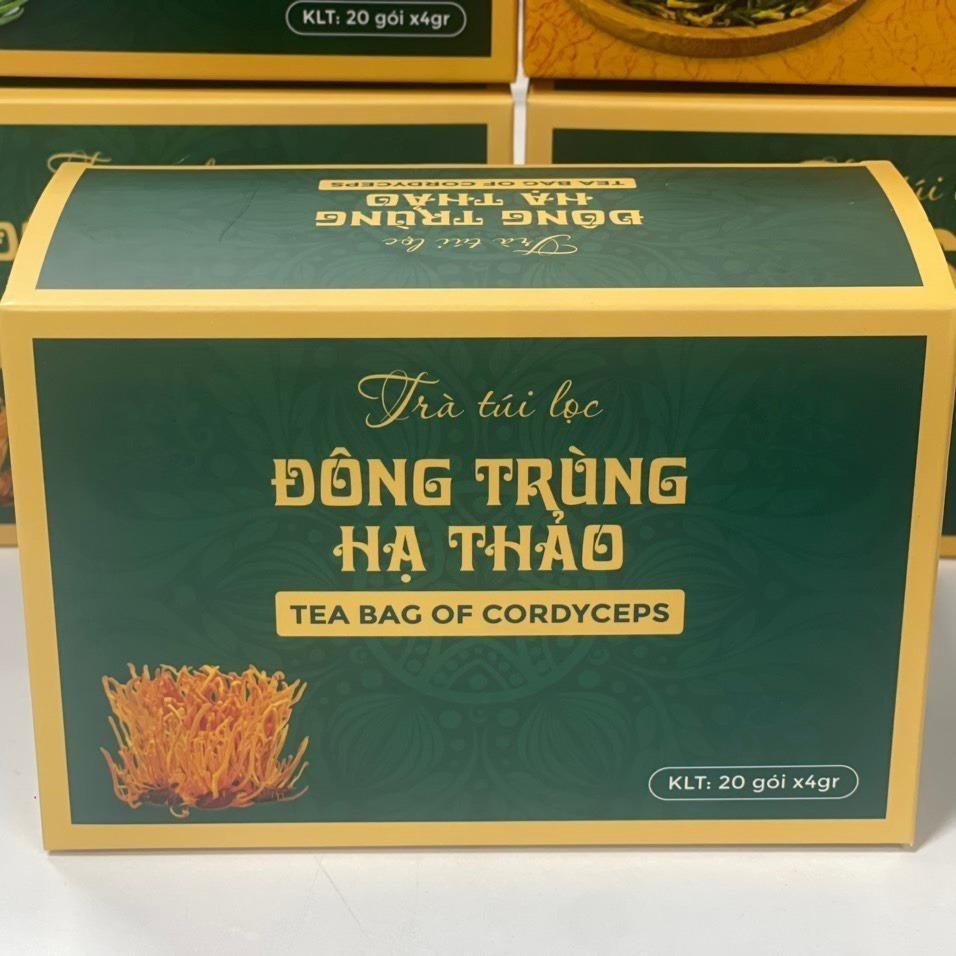 KLT: 20 gói x4gr
Trà túi lọc
ĐÔNG TRÙNG
HẠ THẢO
TEA BAG OF CORDYCEPS
Trà túi lọc
ĐÔNG TRÙNG
HẠ THẢO
TEA BAG OF CORDYCEPS
KLT: 20 gói x4gr